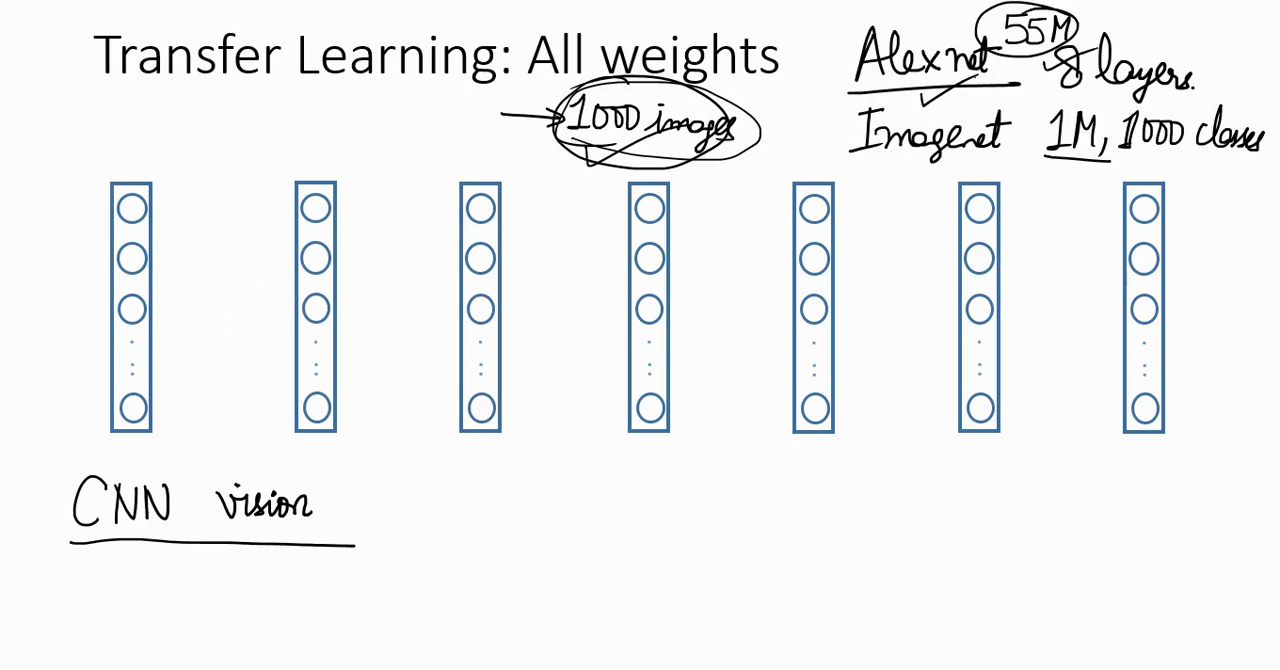 Transfer Learning: All weights
55M
Alexnet 8 layers.
1000 images
Imagenet 1M, 1000 classes
CNN vision